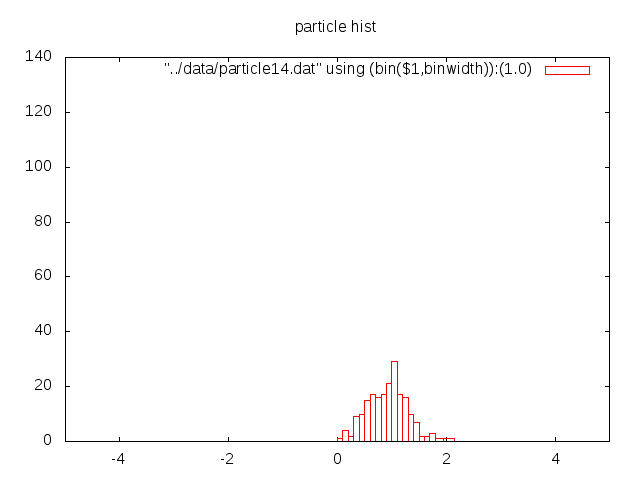 particle hist
"../data/particle14.dat" using (bin($1,binwidth)):(1.0)
140
120
100
80
60
40
20
0
-4 -2 0 2 4